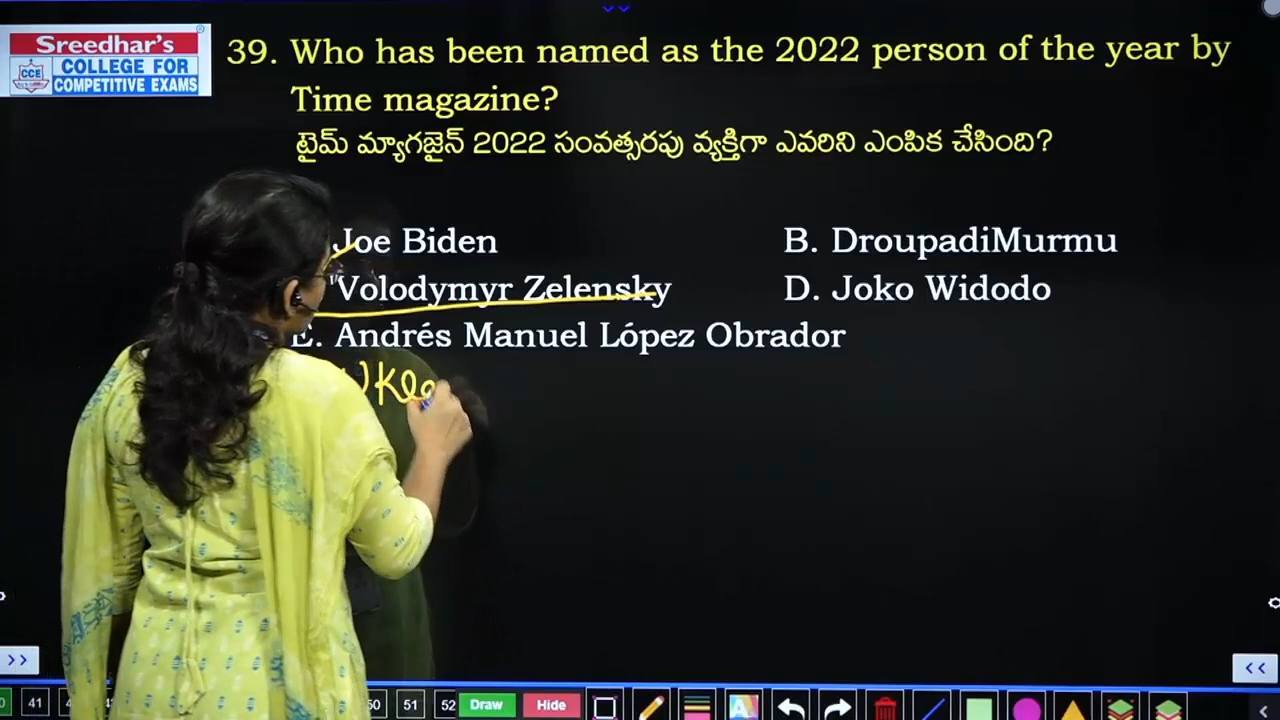 Sreedhar's
CCE
COLLEGE FOR
COMPETITIVE EXAMS
39. Who has been named as the 2022 person of the year by
Time magazine?
టైమ్ మ్యాగజైన్ 2022 సంవత్సరపు వ్యక్తిగా ఎవరిని ఎంపిక చేసింది?
Joe Biden
B. DroupadiMurmu
Volodymyr Zelensky
D. Joko Widodo
E. Andrés Manuel López Obrador
>>
<<
41
50
51
52
Draw
Hide